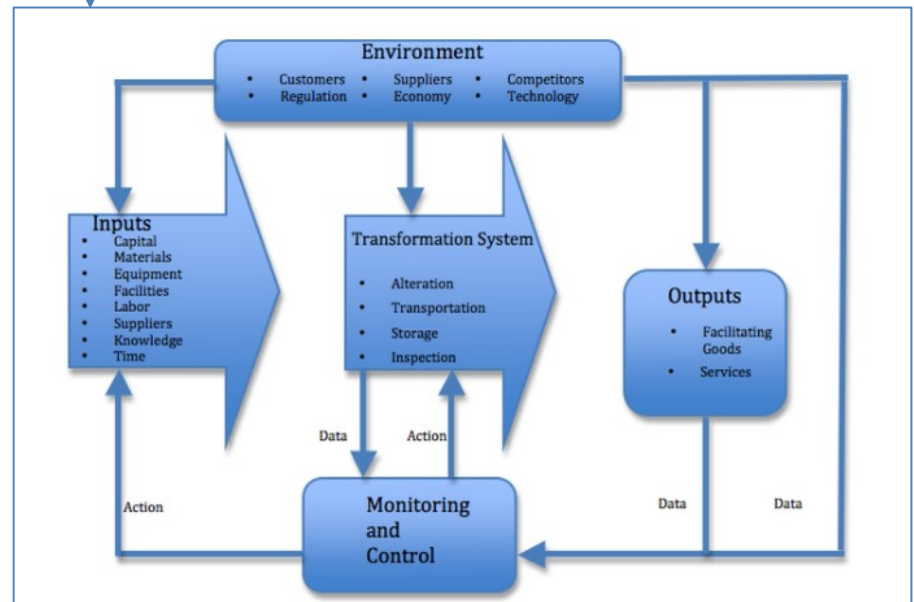 Environment
• Customers • Suppliers • Competitors
• Regulation • Economy • Technology
Inputs
• Capital
• Materials
• Equipment
• Facilities
• Labor
• Suppliers
• Knowledge
• Time
Transformation System
• Alteration
• Transportation
• Storage
• Inspection
Outputs
• Facilitating
Goods
• Services
Data
Action
Action
Monitoring
and
Control
Data
Data